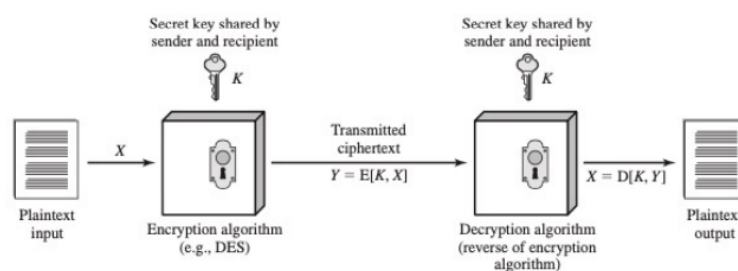 Secret key shared by
sender and recipient
K
Secret key shared by
sender and recipient
K
X
Transmitted
ciphertext
Y = E[K, X]
X = D[K, Y]
Plaintext
input
Encryption algorithm
(e.g., DES)
Decryption algorithm
(reverse of encryption
algorithm)
Plaintext
output